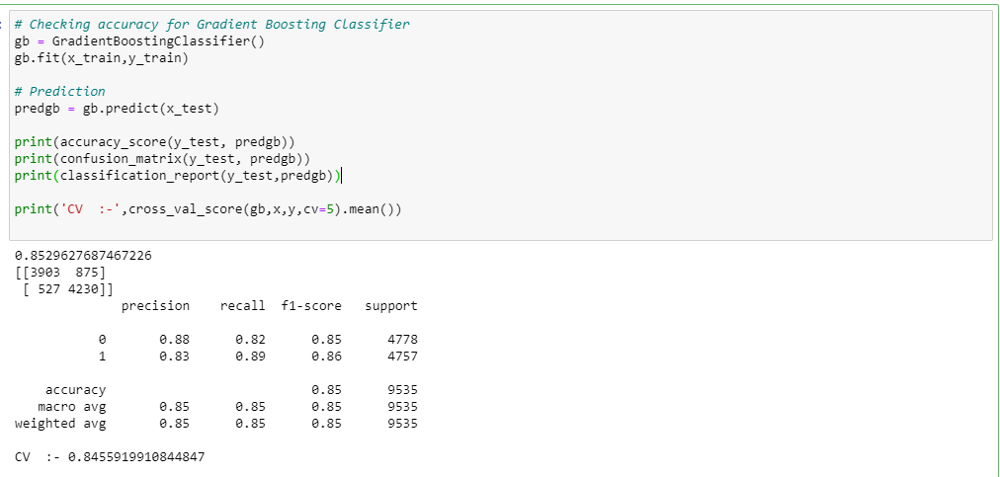 # Checking accuracy for Gradient Boosting Classifier
gb = GradientBoostingClassifier()
gb.fit(x_train,y_train)
# Prediction
predgb = gb.predict(x_test)
print(accuracy_score(y_test, predgb))
print(confusion_matrix(y_test, predgb))
print(classification_report(y_test,predgb))
print('CV  :-',cross_val_score(gb,x,y,cv=5).mean())
0.8529627687467226
[[3903  875]
 [ 527 4230]]
              precision    recall  f1-score   support
           0       0.88      0.82      0.85      4778
           1       0.83      0.89      0.86      4757
    accuracy                           0.85      9535
   macro avg       0.85      0.85      0.85      9535
weighted avg       0.85      0.85      0.85      9535
CV  :- 0.8455919910844847